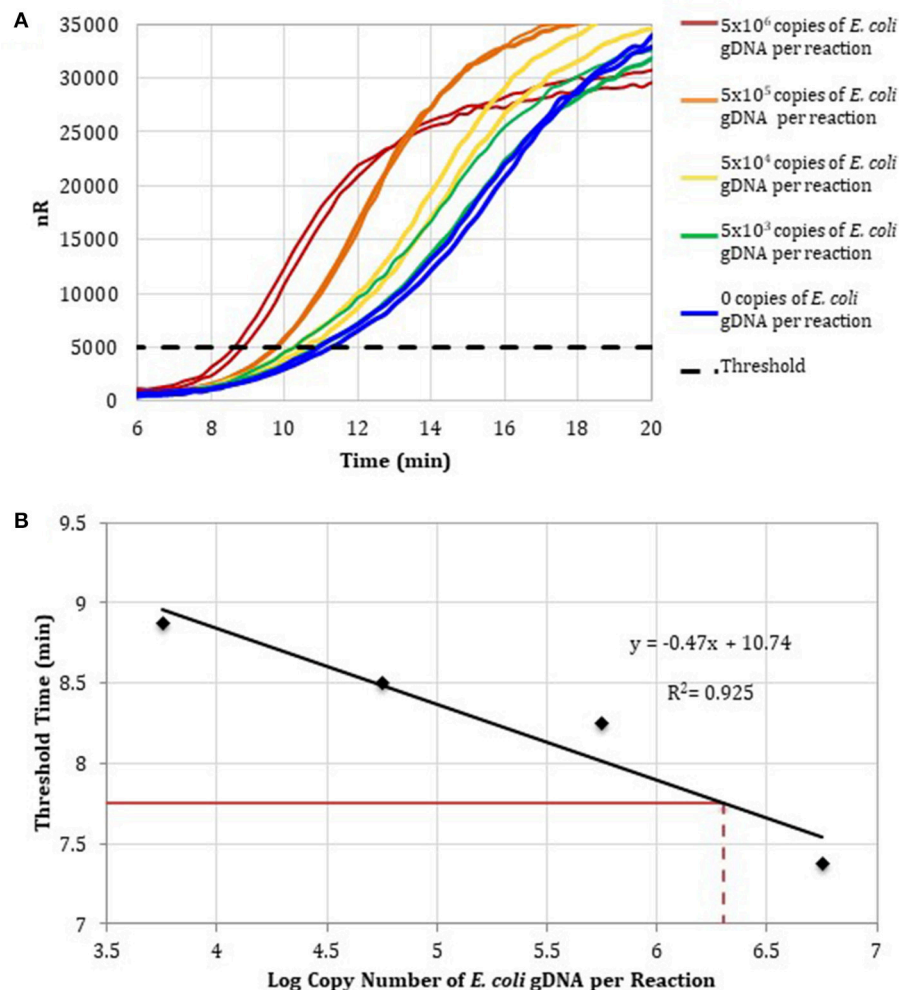 A
35000
30000
25000
20000
15000
10000
5000
0
nR
6 8 10 12 14 16 18 20
Time (min)
5x10⁶ copies of E. coli
gDNA per reaction
5x10⁵ copies of E. coli
gDNA per reaction
5x10⁴ copies of E. coli
gDNA per reaction
5x10³ copies of E. coli
gDNA per reaction
0 copies of E. coli
gDNA per reaction
Threshold
B
9.5
9
8.5
8
7.5
7
Threshold Time (min)
y = -0.47x + 10.74
R²= 0.925
3.5 4 4.5 5 5.5 6 6.5 7
Log Copy Number of E. coli gDNA per Reaction